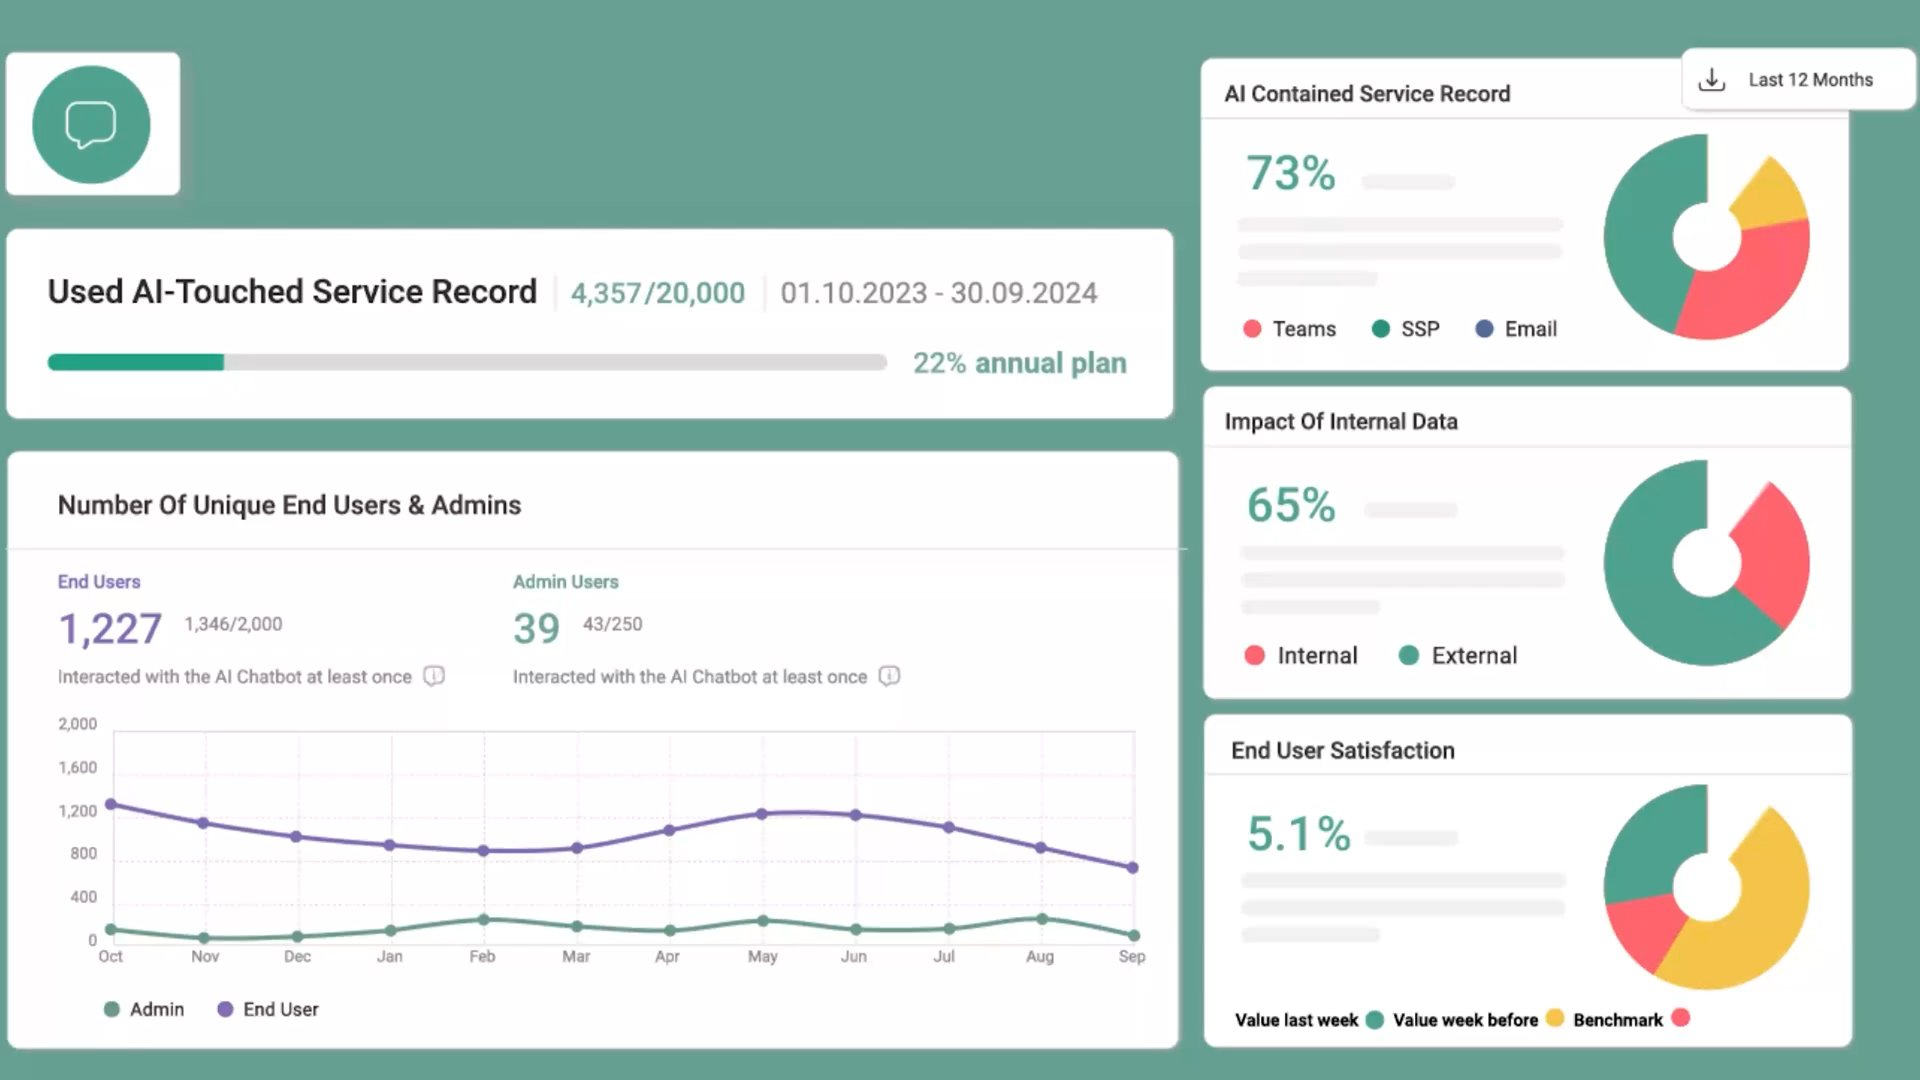 Last 12 Months
AI Contained Service Record
73%
Teams SSP Email
Used AI-Touched Service Record 4,357/20,000 01.10.2023 - 30.09.2024
22% annual plan
Impact Of Internal Data
65%
Internal External
Number Of Unique End Users & Admins
End Users
1,227 1,346/2,000
Interacted with the AI Chatbot at least once
Admin Users
39 43/250
Interacted with the AI Chatbot at least once
2,000
1,600
1,200
800
400
0
Oct Nov Dec Jan Feb Mar Apr May Jun Jul Aug Sep
Admin End User
End User Satisfaction
5.1%
Value last week Value week before Benchmark